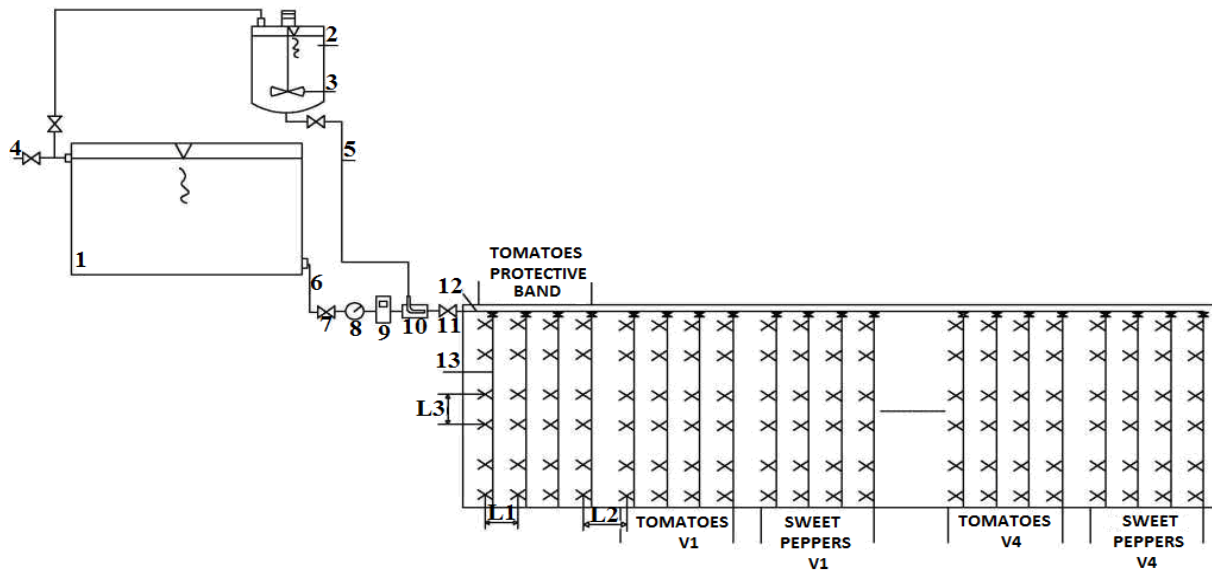 2
3
4
5
1
6
7
8
9
10
11
12
TOMATOES
PROTECTIVE
BAND
13
L3
L1
L2
TOMATOES
V1
SWEET
PEPPERS
V1
TOMATOES
V4
SWEET
PEPPERS
V4